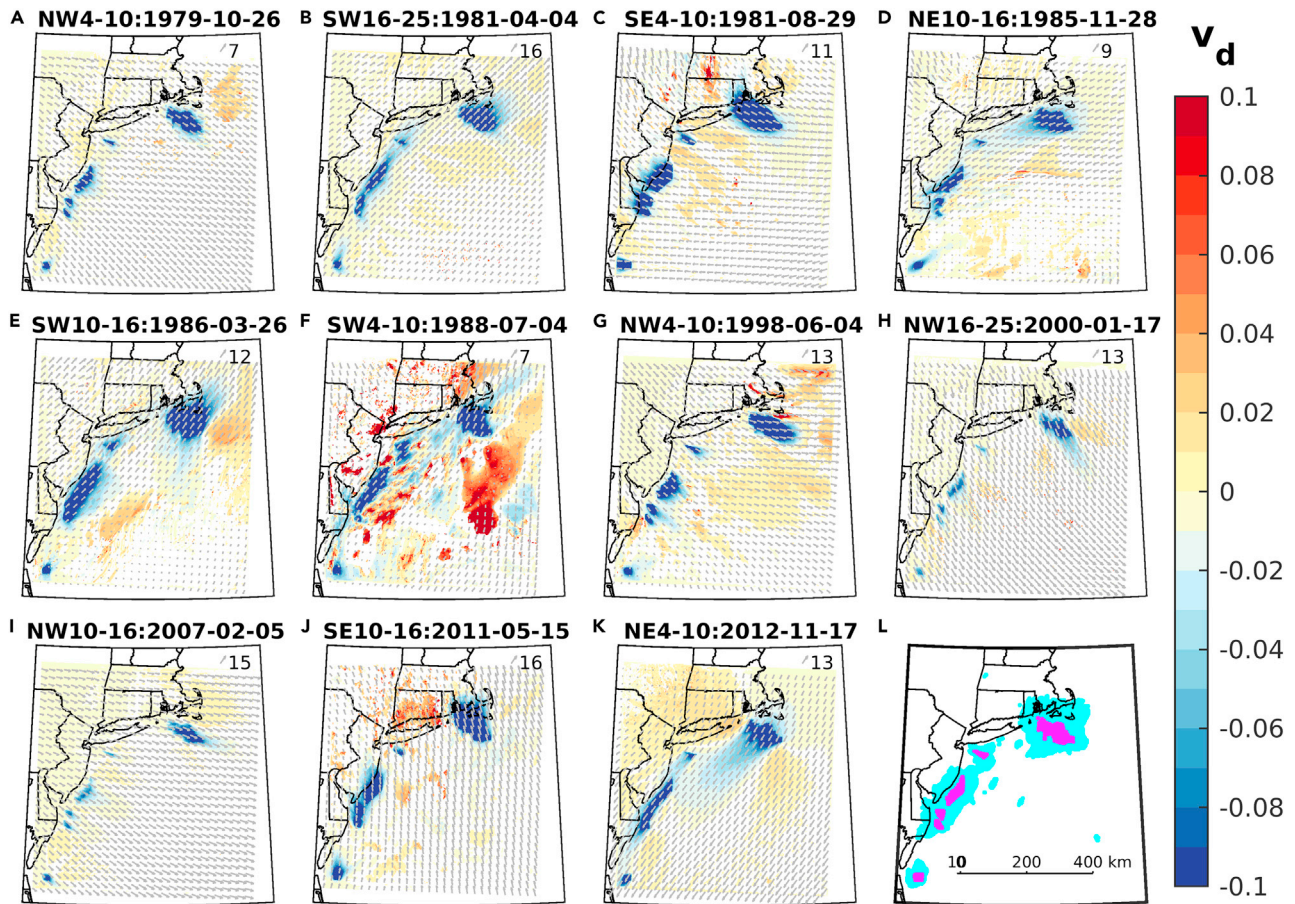 A NW4-10:1979-10-26
7
B SW16-25:1981-04-04
16
C SE4-10:1981-08-29
11
D NE10-16:1985-11-28
9
v_d
0.1
0.08
0.06
0.04
0.02
0
-0.02
-0.04
-0.06
-0.08
-0.1
E SW10-16:1986-03-26
12
F SW4-10:1988-07-04
7
G NW4-10:1998-06-04
13
H NW16-25:2000-01-17
13
I NW10-16:2007-02-05
15
J SE10-16:2011-05-15
16
K NE4-10:2012-11-17
13
L
10 200 400 km